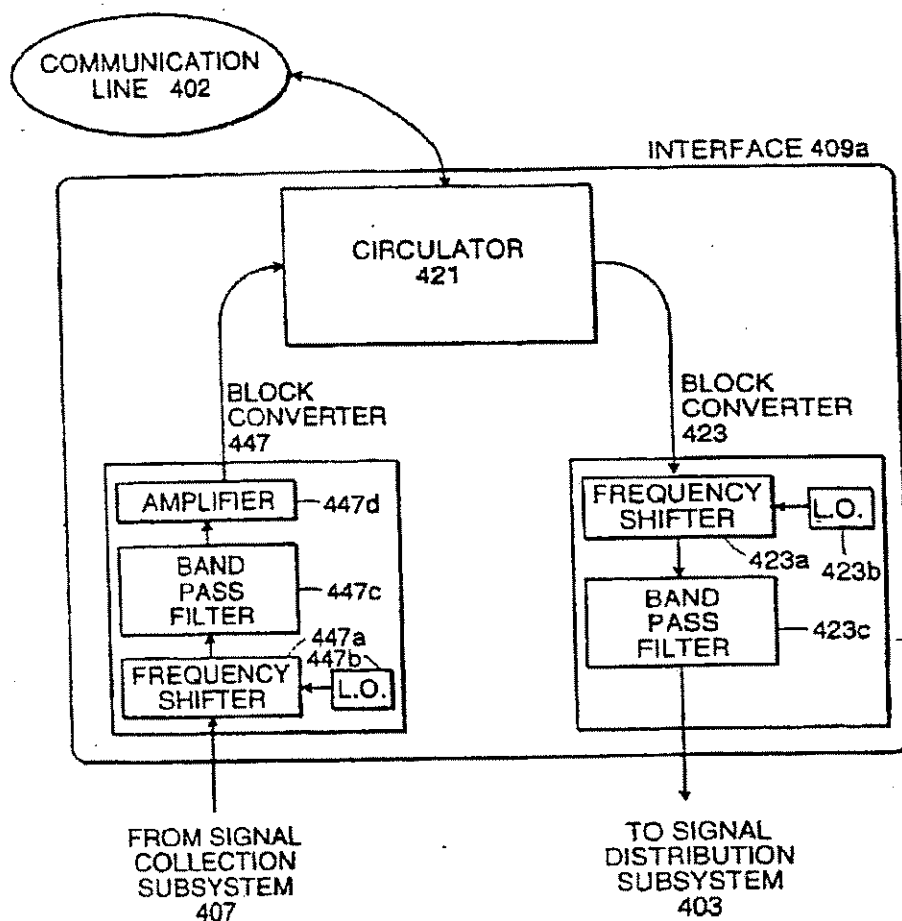 COMMUNICATION
LINE 402
INTERFACE 409a
CIRCULATOR
421
BLOCK
CONVERTER
447
BLOCK
CONVERTER
423
AMPLIFIER
447d
BAND
PASS
FILTER
447c
447a
447b
FREQUENCY
SHIFTER
L.O.
FREQUENCY
SHIFTER
L.O.
423a
423b
BAND
PASS
FILTER
423c
FROM SIGNAL
COLLECTION
SUBSYSTEM
407
TO SIGNAL
DISTRIBUTION
SUBSYSTEM
403